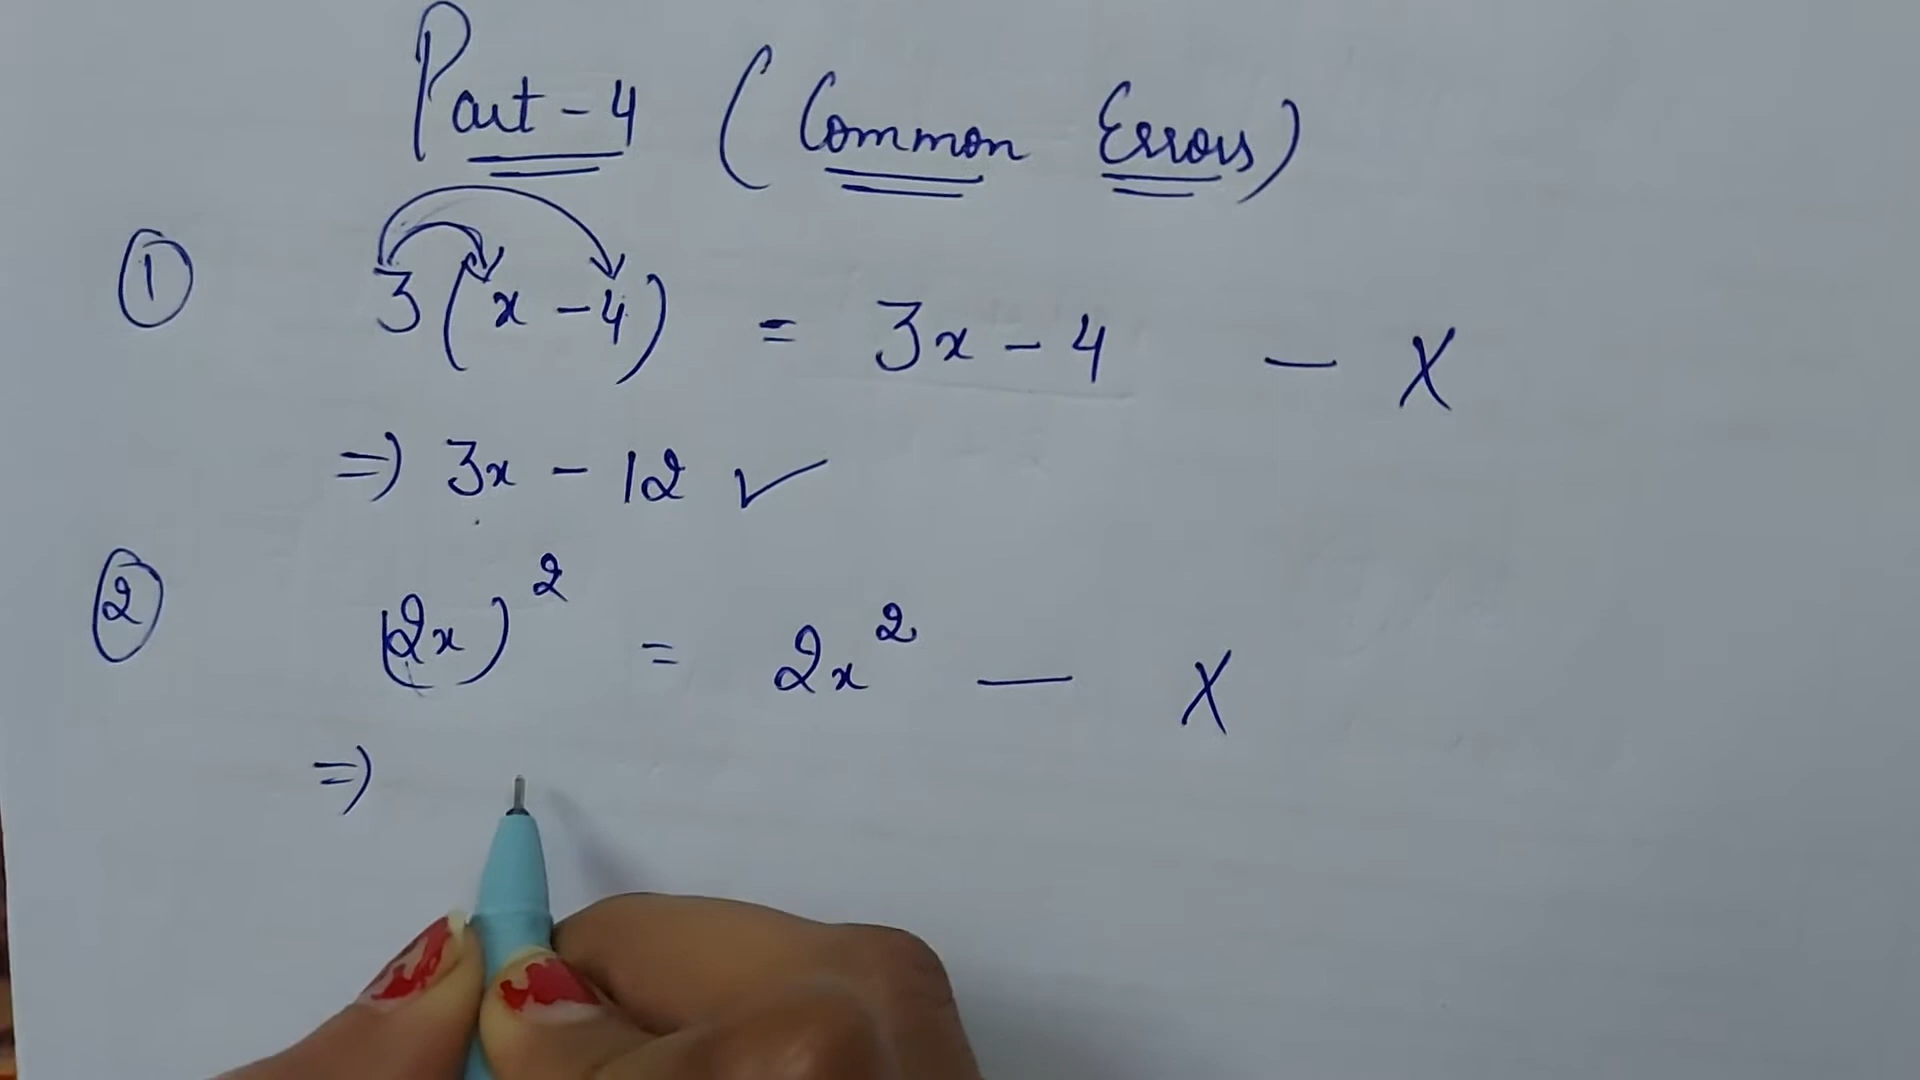 Part-4 (Common Errors)
① 3(x-4) = 3x-4 — X
⇒ 3x - 12 ✓
② (2x)² = 2x² — X
⇒